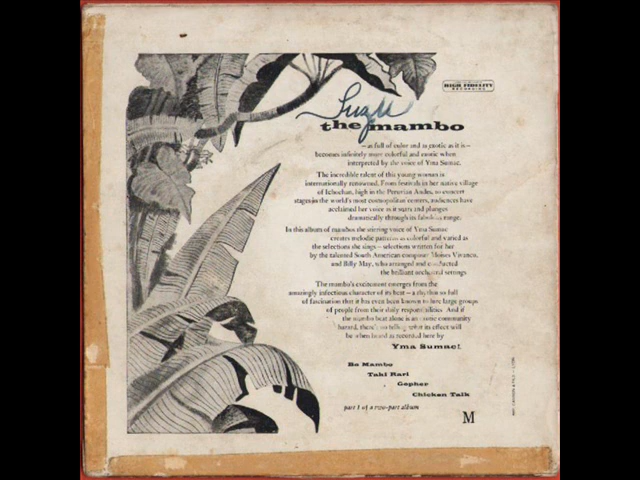 HIGH FIDELITY
RECORDING
the mambo
—as full of color and as exotic as it is—
becomes infinitely more colorful and exotic when
interpreted by the voice of Yma Sumac.
The incredible talent of this young woman is
internationally renowned. From festivals in her native village
of Ichochan, high in the Peruvian Andes, to concert
stages in the world's most cosmopolitan centers, audiences have
acclaimed her voice as it soars and plunges
dramatically through its fabulous range.
In this album of mambos, the stirring voice of Yma Sumac
creates melodic patterns as colorful and varied as
the selections she sings—selections written for her
by the talented South American composer Moises Vivanco,
and Billy May, who arranged and conducted
the brilliant orchestral settings
The mambo's excitement emerges from the
amazingly infectious character of its beat—a rhythm so full
of fascination that it has even been known to lure large groups
of people from their daily responsibilities. And if
the mambo beat alone is an exotic community
hazard, there's no telling what its effect will
be when heard as recorded here by
Yma Sumac!
Bo Mambo
Taki Rari
Gopher
Chicken Talk
part 1 of a two-part album
M